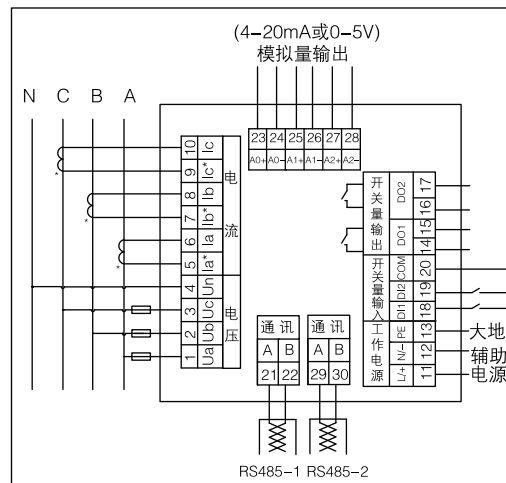 (4-20mA或0-5V)
模拟量输出
N C B A
23 24 25 26 27 28
A0+ A0- A1+ A1- A2+ A2-
10 Ic
9 Ic*
8 Ib
7 Ib*
6 Ia
5 Ia*
4 Un
3 Uc
2 Ub
1 Ua
电流
电压
开关量输出
DO2 17
16
DO1 15
14
开关量输入
COM 20
DI2 19
DI1 18
工作电源
PE 13
N/- 12
L/+ 11
大地
辅助
电源
通讯
A B
21 22
通讯
A B
29 30
RS485-1 RS485-2